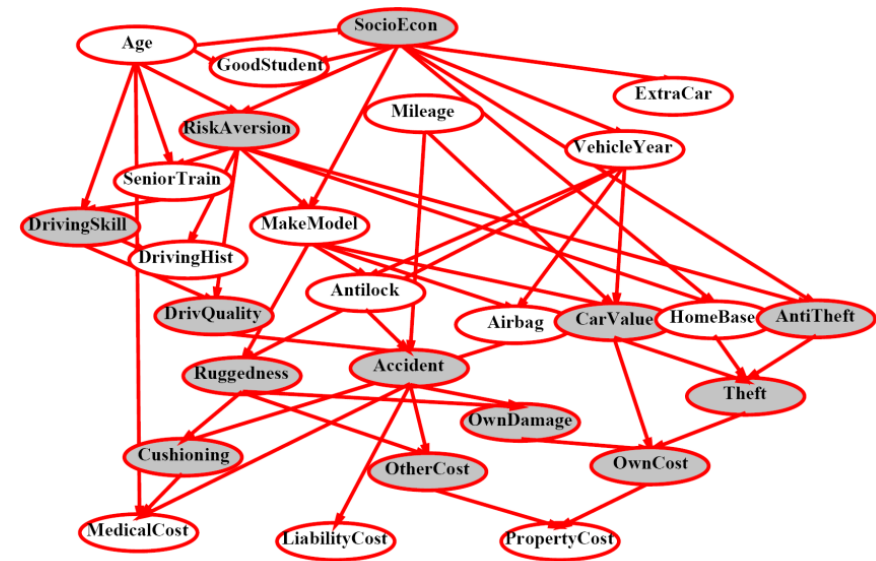 SocioEcon
Age
GoodStudent
ExtraCar
Mileage
RiskAversion
VehicleYear
SeniorTrain
DrivingSkill
MakeModel
DrivingHist
Antilock
DrivQuality
Airbag
CarValue
HomeBase
AntiTheft
Ruggedness
Accident
Theft
OwnDamage
Cushioning
OtherCost
OwnCost
MedicalCost
LiabilityCost
PropertyCost